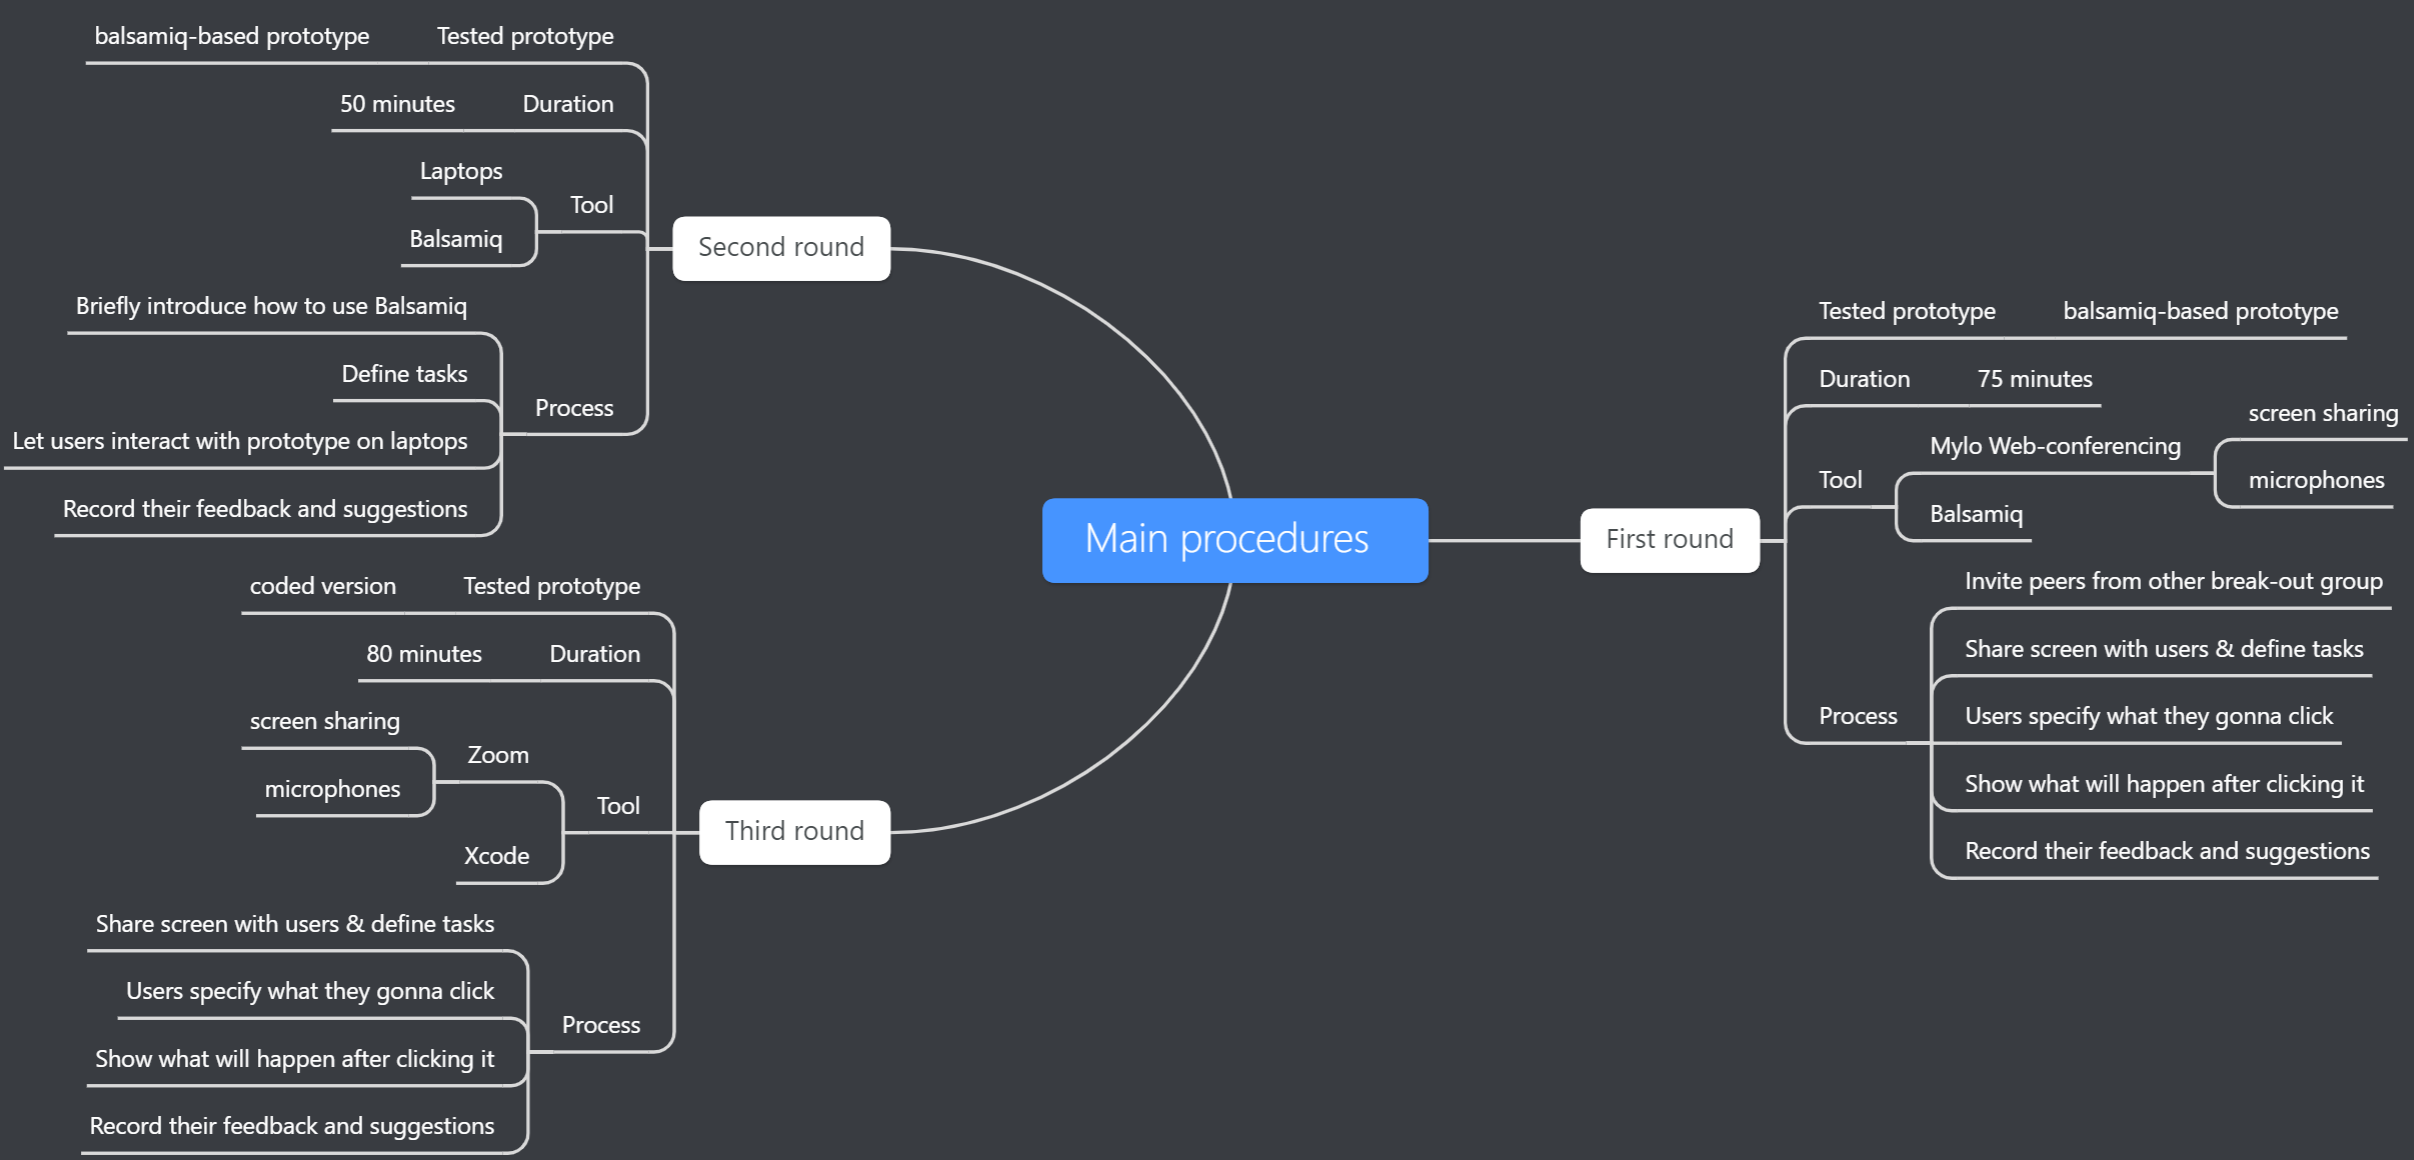 Main procedures
First round
Tested prototype
balsamiq-based prototype
Duration
75 minutes
Tool
Mylo Web-conferencing
screen sharing
microphones
Balsamiq
Process
Invite peers from other break-out group
Share screen with users & define tasks
Users specify what they gonna click
Show what will happen after clicking it
Record their feedback and suggestions
Second round
Tested prototype
balsamiq-based prototype
Duration
50 minutes
Tool
Laptops
Balsamiq
Process
Briefly introduce how to use Balsamiq
Define tasks
Let users interact with prototype on laptops
Record their feedback and suggestions
Third round
Tested prototype
coded version
Duration
80 minutes
Tool
Zoom
screen sharing
microphones
Xcode
Process
Share screen with users & define tasks
Users specify what they gonna click
Show what will happen after clicking it
Record their feedback and suggestions